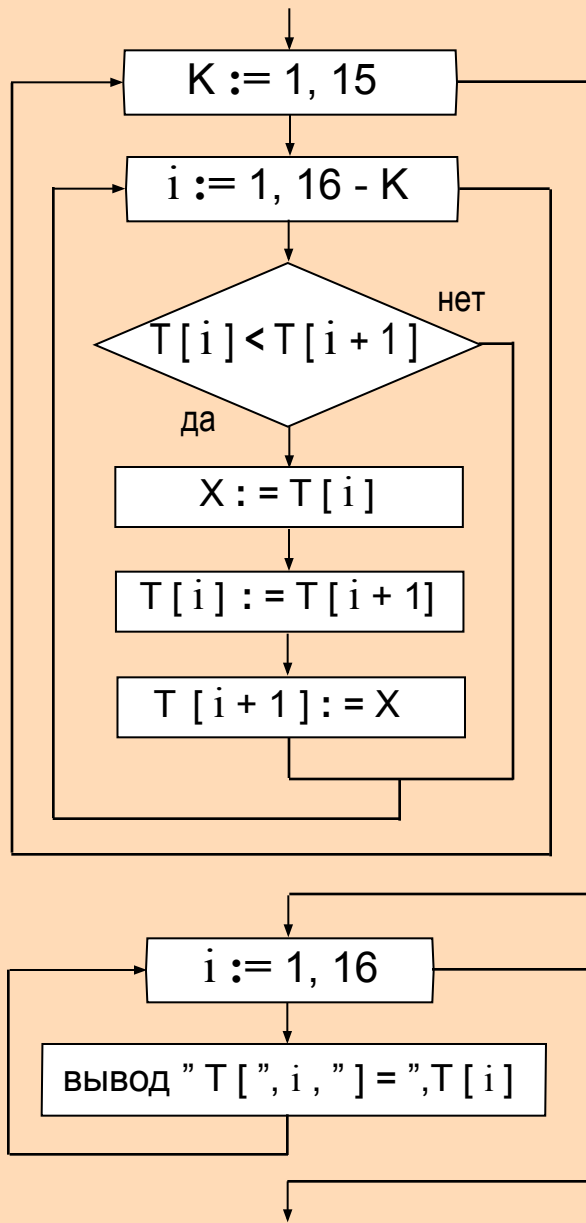 K := 1, 15
i := 1, 16 - K
нет
T [ i ] < T [ i + 1 ]
да
X : = T [ i ]
T [ i ] : = T [ i + 1]
T [ i + 1 ] : = X
i := 1, 16
вывод ” T [ ”, i , ” ] = ”,T [ i ]